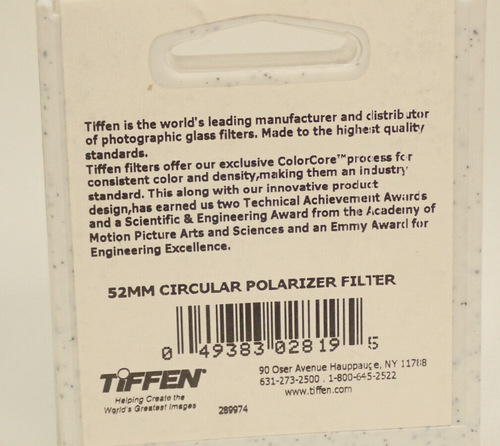 Tiffen is the world's leading manufacturer and distributor
of photographic glass filters. Made to the highest quality
standards.
Tiffen filters offer our exclusive ColorCore™process for
consistent color and density,making them an industry
standard. This along with our innovative product
design,has earned us two Technical Achievement Awards
and a Scientific & Engineering Award from the Academy of
Motion Picture Arts and Sciences and an Emmy Award for
Engineering Excellence.
52MM CIRCULAR POLARIZER FILTER
0 49383 02819 5
TIFFEN®
Helping Create the
World's Greatest Images
90 Oser Avenue Hauppauge, NY 11788
631-273-2500 . 1-800-645-2522
www.tiffen.com
289974